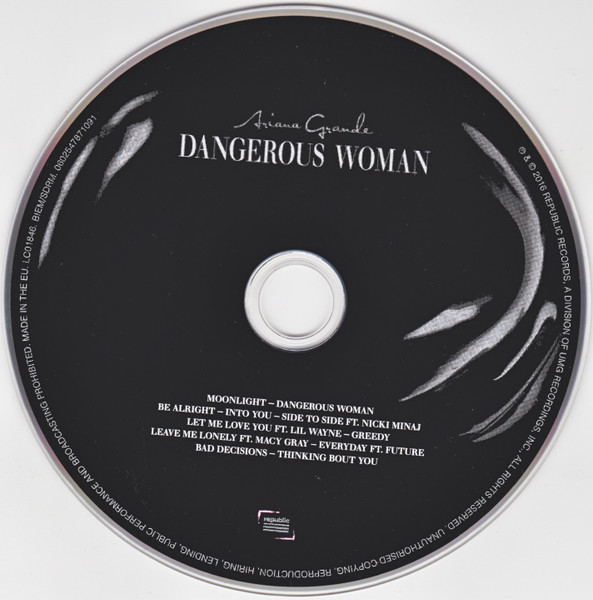 Ariana Grande
DANGEROUS WOMAN
MOONLIGHT – DANGEROUS WOMAN
BE ALRIGHT – INTO YOU – SIDE TO SIDE FT. NICKI MINAJ
LET ME LOVE YOU FT. LIL WAYNE – GREEDY
LEAVE ME LONELY FT. MACY GRAY – EVERYDAY FT. FUTURE
BAD DECISIONS – THINKING BOUT YOU
republic
℗ & © 2016 REPUBLIC RECORDS, A DIVISION OF UMG RECORDINGS, INC., ALL RIGHTS RESERVED. UNAUTHORISED COPYING, REPRODUCTION, HIRING, LENDING, PUBLIC PERFORMANCE AND BROADCASTING PROHIBITED. MADE IN THE EU. LC01846. BIEM/SDRM. 0002547871091